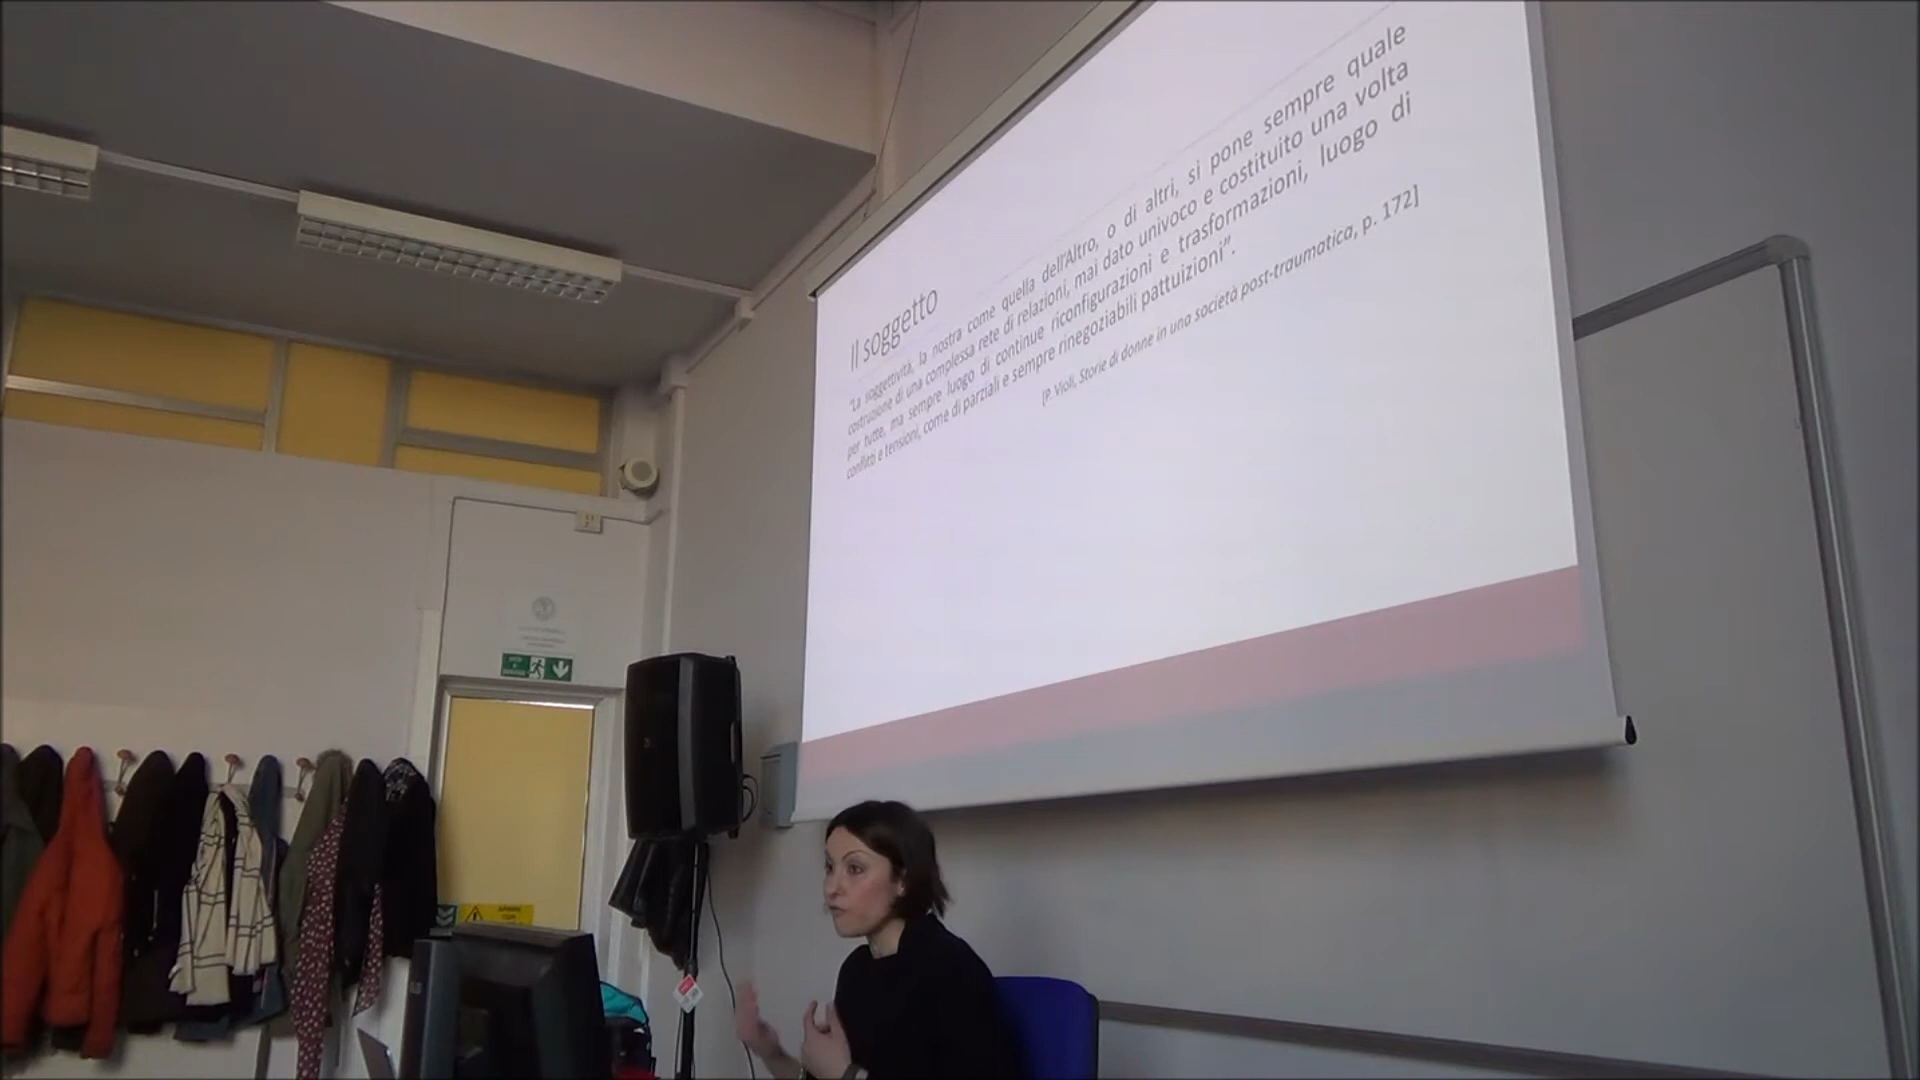 Il soggetto
"La soggettività, la nostra come quella dell'Altro, o di altri, si pone sempre quale
costruzione di una complessa rete di relazioni, mai dato univoco e costituito una volta
per tutte, ma sempre luogo di continue riconfigurazioni e trasformazioni, luogo di
conflitti e tensioni, come di parziali e sempre rinegoziabili pattuizioni".
[P. Violi, Storie di donne in una società post-traumatica, p. 172]